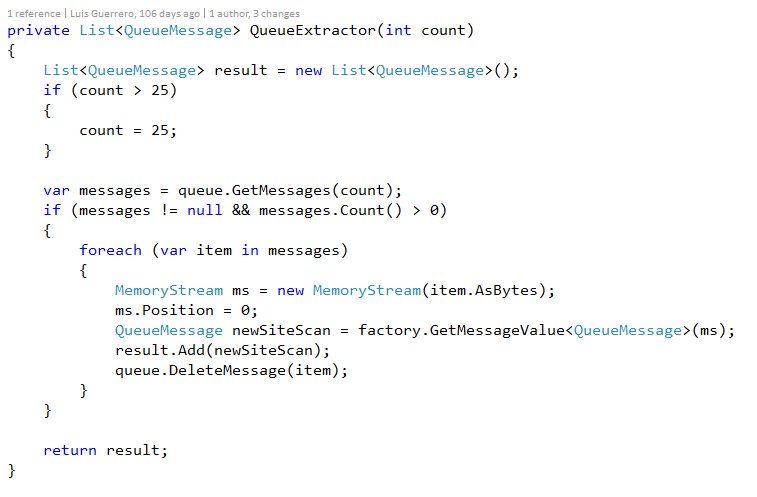 1 reference | Luis Guerrero, 106 days ago | 1 author, 3 changes
private List<QueueMessage> QueueExtractor(int count)
{
    List<QueueMessage> result = new List<QueueMessage>();
    if (count > 25)
    {
        count = 25;
    }

    var messages = queue.GetMessages(count);
    if (messages != null && messages.Count() > 0)
    {
        foreach (var item in messages)
        {
            MemoryStream ms = new MemoryStream(item.AsBytes);
            ms.Position = 0;
            QueueMessage newSiteScan = factory.GetMessageValue<QueueMessage>(ms);
            result.Add(newSiteScan);
            queue.DeleteMessage(item);
        }
    }

    return result;
}